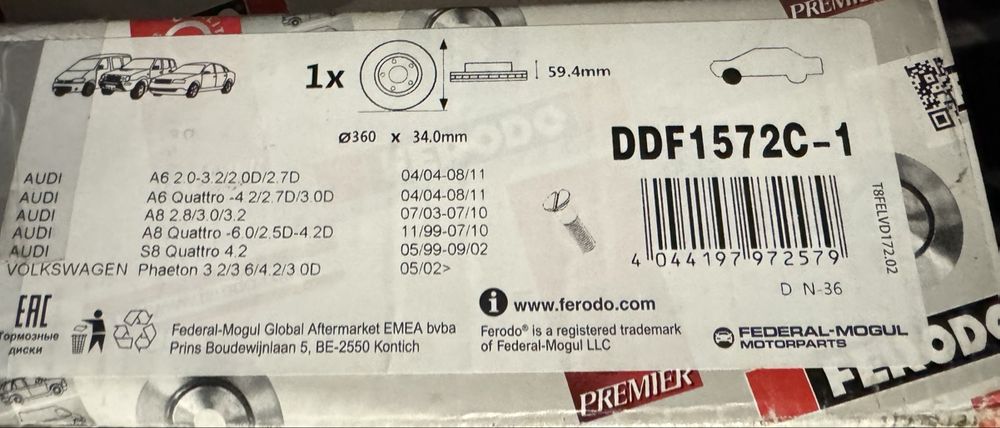 PREMIER
1x
59.4mm
Ø360 x 34.0mm
DDF1572C-1
AUDI A6 2.0-3.2/2.0D/2.7D 04/04-08/11
AUDI A6 Quattro -4 2/2.7D/3.0D 04/04-08/11
AUDI A8 2.8/3.0/3.2 07/03-07/10
AUDI A8 Quattro -6.0/2.5D-4.2D 11/99-07/10
AUDI S8 Quattro 4.2 05/99-09/02
VOLKSWAGEN Phaeton 3 2/3 6/4.2/3 0D 05/02>
4 044197 972579
D N-36
T8FELVD172.02
EAC
Тормозные
диски
Federal-Mogul Global Aftermarket EMEA bvba
Prins Boudewijnlaan 5, BE-2550 Kontich
i www.ferodo.com
Ferodo® is a registered trademark
of Federal-Mogul LLC
FEDERAL-MOGUL
MOTORPARTS
PREMIER
FERODO